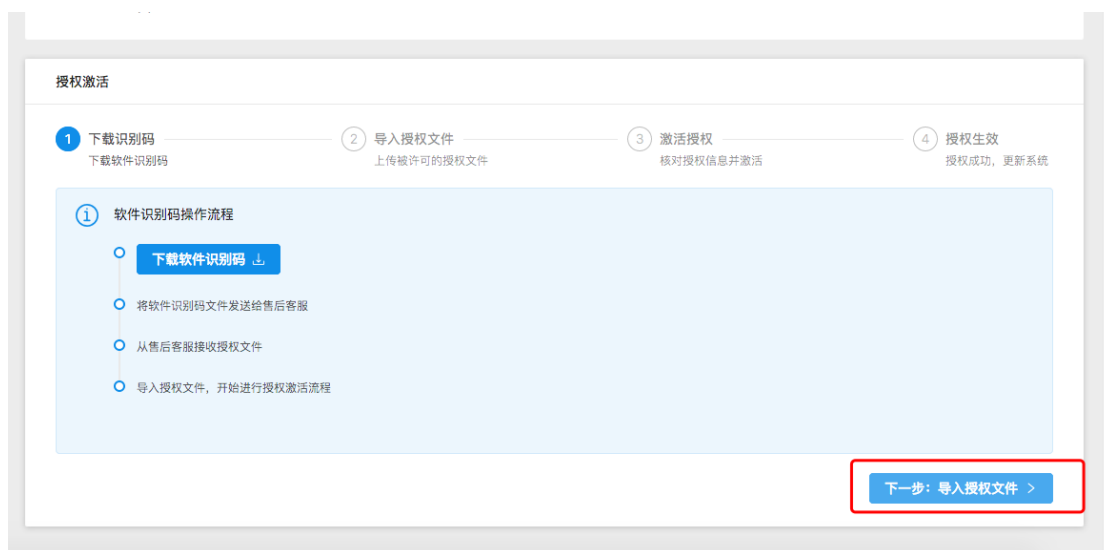 授权激活
1 下载识别码
下载软件识别码
2 导入授权文件
上传被许可的授权文件
3 激活授权
核对授权信息并激活
4 授权生效
授权成功，更新系统
软件识别码操作流程
下载软件识别码
将软件识别码文件发送给售后客服
从售后客服接收授权文件
导入授权文件，开始进行授权激活流程
下一步：导入授权文件 >